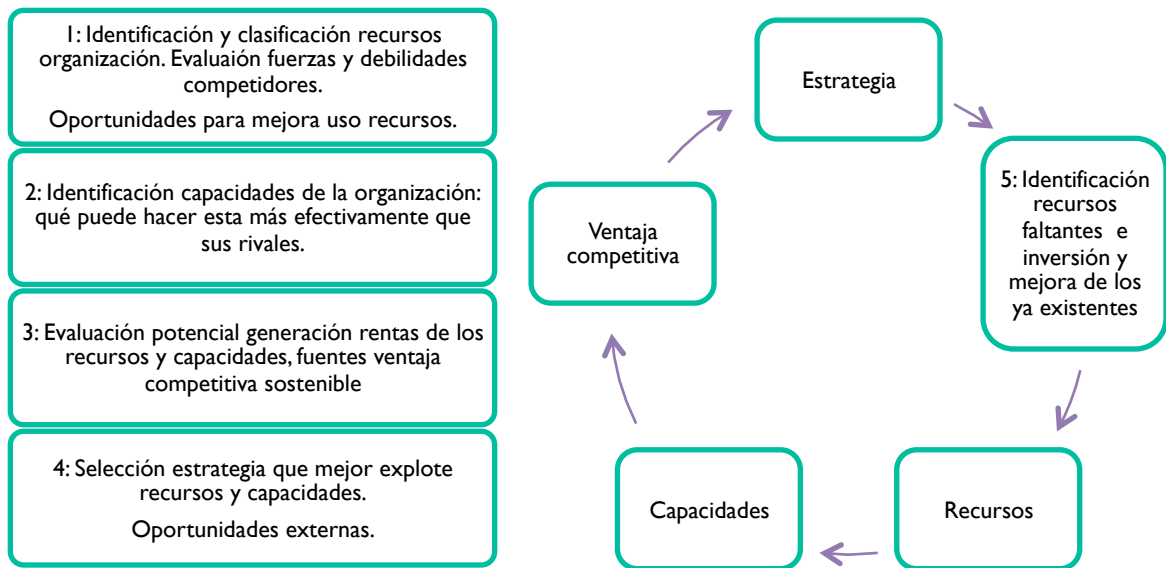 1: Identificación y clasificación recursos
organización. Evaluaión fuerzas y debilidades
competidores.
Oportunidades para mejora uso recursos.
2: Identificación capacidades de la organización:
qué puede hacer esta más efectivamente que
sus rivales.
3: Evaluación potencial generación rentas de los
recursos y capacidades, fuentes ventaja
competitiva sostenible
4: Selección estrategia que mejor explote
recursos y capacidades.
Oportunidades externas.
Estrategia
5: Identificación
recursos
faltantes e
inversión y
mejora de los
ya existentes
Recursos
Capacidades
Ventaja
competitiva